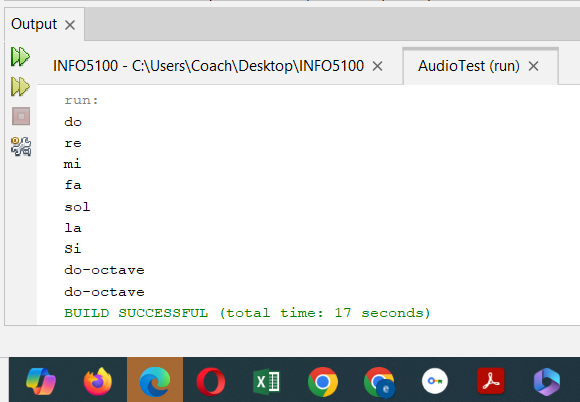 Output
INFO5100 - C:\Users\Coach\Desktop\INFO5100
AudioTest (run)
run:
do
re
mi
fa
sol
la
Si
do-octave
do-octave
BUILD SUCCESSFUL (total time: 17 seconds)